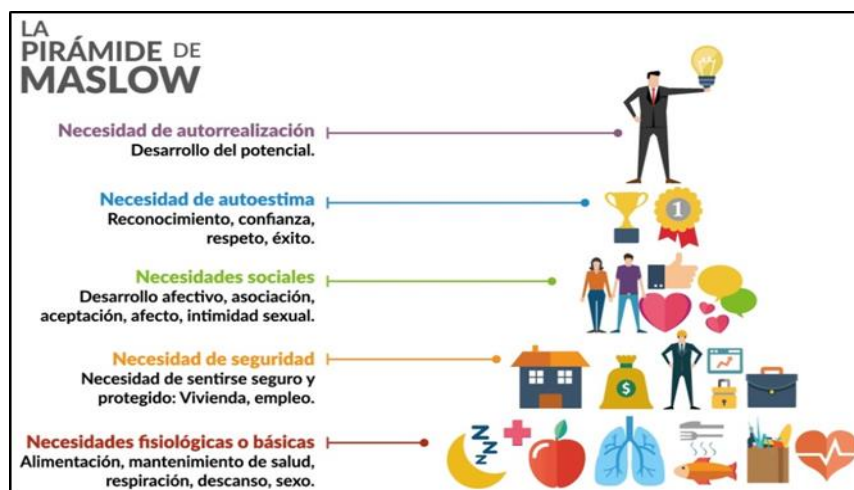 LA
PIRÁMIDE DE
MASLOW
Necesidad de autorrealización
Desarrollo del potencial.
Necesidad de autoestima
Reconocimiento, confianza,
respeto, éxito.
1
Necesidades sociales
Desarrollo afectivo, asociación,
aceptación, afecto, intimidad sexual.
Necesidad de seguridad
Necesidad de sentirse seguro y
protegido: Vivienda, empleo.
$
Necesidades fisiológicas o básicas
Alimentación, mantenimiento de salud,
respiración, descanso, sexo.
Z Z Z